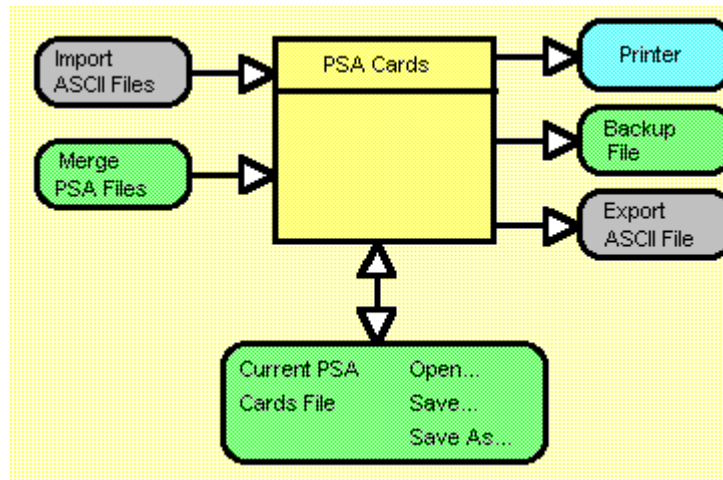 Import
ASCII Files
PSA Cards
Printer
Merge
PSA Files
Backup
File
Export
ASCII File
Current PSA Open...
Cards File Save...
Save As...